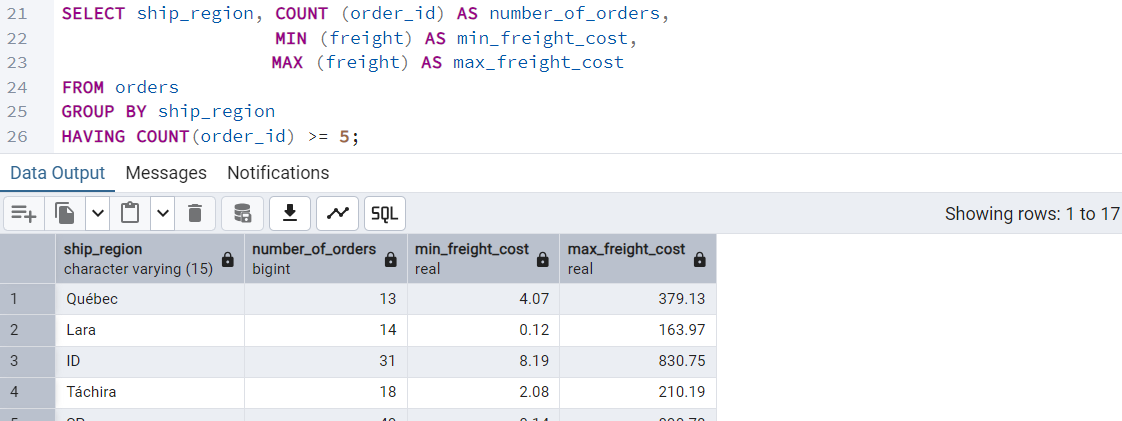 21 SELECT ship_region, COUNT (order_id) AS number_of_orders,
22 MIN (freight) AS min_freight_cost,
23 MAX (freight) AS max_freight_cost
24 FROM orders
25 GROUP BY ship_region
26 HAVING COUNT(order_id) >= 5;
Data Output Messages Notifications
SQL Showing rows: 1 to 17
ship_region number_of_orders min_freight_cost max_freight_cost
character varying (15) bigint real real
1 Québec 13 4.07 379.13
2 Lara 14 0.12 163.97
3 ID 31 8.19 830.75
4 Táchira 18 2.08 210.19